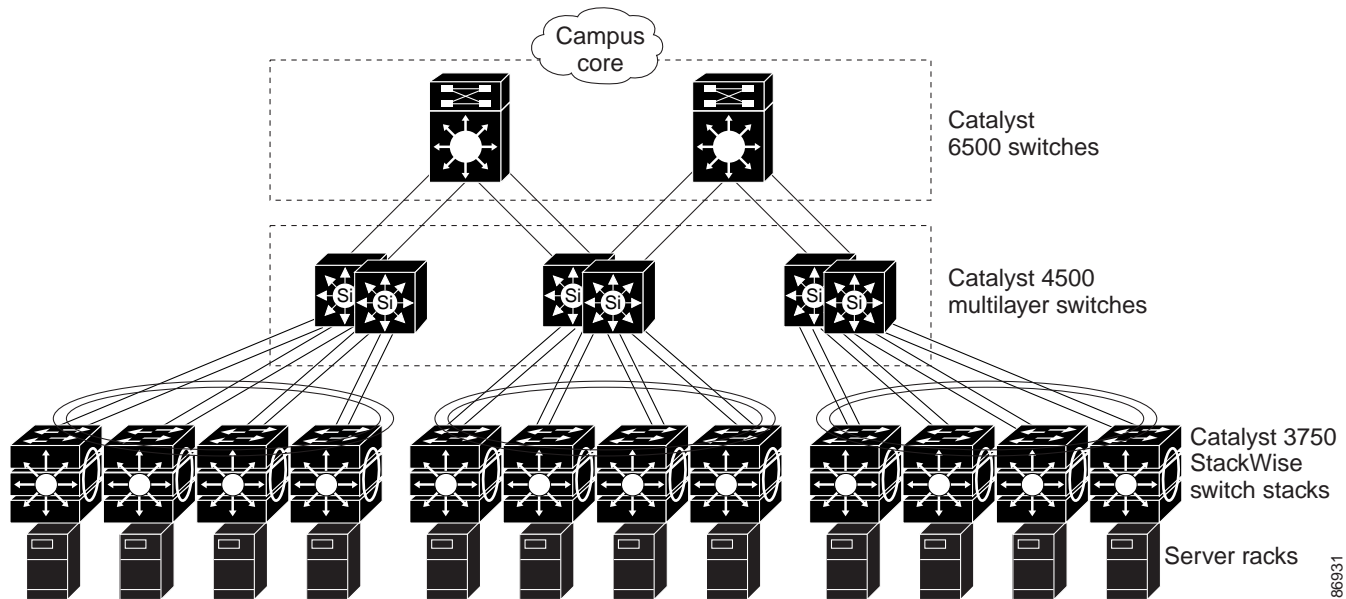 Campus
core
Catalyst
6500 switches
Si
Si
Si
Si
Si
Si
Catalyst 4500
multilayer switches
Catalyst 3750
StackWise
switch stacks
Server racks
86931